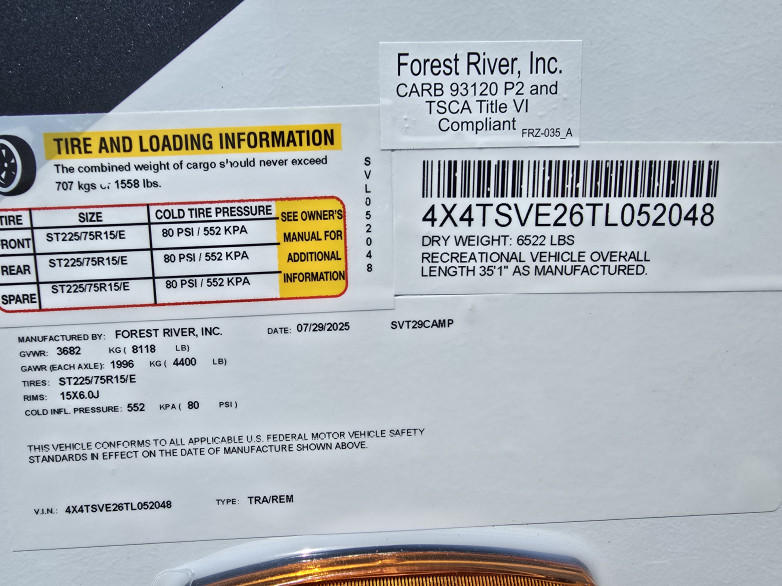 Forest River, Inc.
CARB 93120 P2 and
TSCA Title VI
Compliant
FRZ-035_A
TIRE AND LOADING INFORMATION
The combined weight of cargo should never exceed
707 kgs or 1558 lbs.
TIRE SIZE COLD TIRE PRESSURE SEE OWNER'S MANUAL FOR ADDITIONAL INFORMATION
FRONT ST225/75R15/E 80 PSI / 552 KPA
REAR ST225/75R15/E 80 PSI / 552 KPA
SPARE ST225/75R15/E 80 PSI / 552 KPA
SVL052048
4X4TSVE26TL052048
DRY WEIGHT: 6522 LBS
RECREATIONAL VEHICLE OVERALL
LENGTH 35'1" AS MANUFACTURED.
MANUFACTURED BY: FOREST RIVER, INC. DATE: 07/29/2025 SVT29CAMP
GVWR: 3682 KG ( 8118 LB)
GAWR (EACH AXLE): 1996 KG ( 4400 LB)
TIRES: ST225/75R15/E
RIMS: 15X6.0J
COLD INFL. PRESSURE: 552 KPA ( 80 PSI )
THIS VEHICLE CONFORMS TO ALL APPLICABLE U.S. FEDERAL MOTOR VEHICLE SAFETY
STANDARDS IN EFFECT ON THE DATE OF MANUFACTURE SHOWN ABOVE.
V.I.N.: 4X4TSVE26TL052048 TYPE: TRA/REM